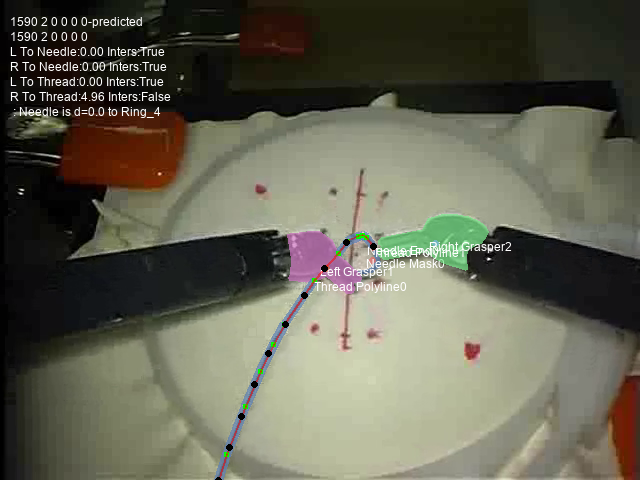 1590 2 0 0 0 0-predicted
1590 2 0 0 0 0
L To Needle:0.00 Inters:True
R To Needle:0.00 Inters:True
L To Thread:0.00 Inters:True
R To Thread:4.96 Inters:False
: Needle is d=0.0 to Ring_4
Right Grasper2
Thread Polyline1
Needle Mask0
Left Grasper1
Thread Polyline0